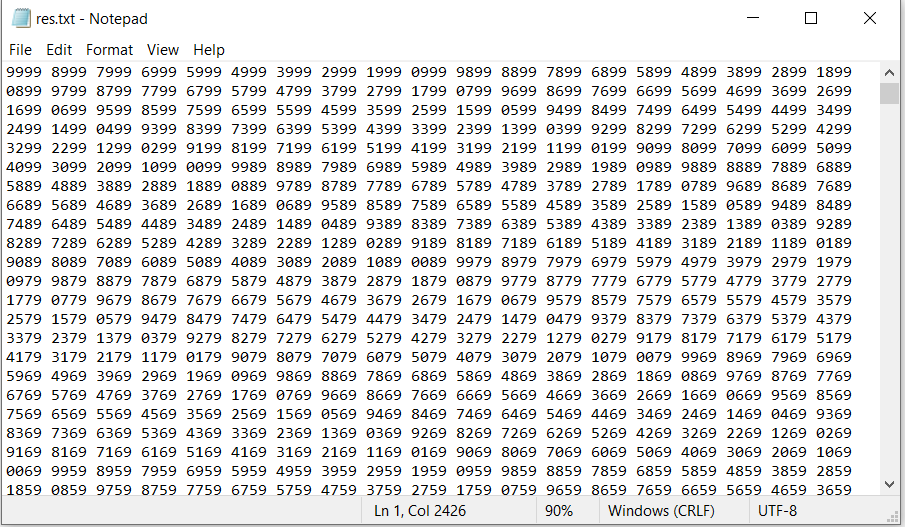 res.txt - Notepad
File Edit Format View Help
9999 8999 7999 6999 5999 4999 3999 2999 1999 0999 9899 8899 7899 6899 5899 4899 3899 2899 1899
0899 9799 8799 7799 6799 5799 4799 3799 2799 1799 0799 9699 8699 7699 6699 5699 4699 3699 2699
1699 0699 9599 8599 7599 6599 5599 4599 3599 2599 1599 0599 9499 8499 7499 6499 5499 4499 3499
2499 1499 0499 9399 8399 7399 6399 5399 4399 3399 2399 1399 0399 9299 8299 7299 6299 5299 4299
3299 2299 1299 0299 9199 8199 7199 6199 5199 4199 3199 2199 1199 0199 9099 8099 7099 6099 5099
4099 3099 2099 1099 0099 9989 8989 7989 6989 5989 4989 3989 2989 1989 0989 9889 8889 7889 6889
5889 4889 3889 2889 1889 0889 9789 8789 7789 6789 5789 4789 3789 2789 1789 0789 9689 8689 7689
6689 5689 4689 3689 2689 1689 0689 9589 8589 7589 6589 5589 4589 3589 2589 1589 0589 9489 8489
7489 6489 5489 4489 3489 2489 1489 0489 9389 8389 7389 6389 5389 4389 3389 2389 1389 0389 9289
8289 7289 6289 5289 4289 3289 2289 1289 0289 9189 8189 7189 6189 5189 4189 3189 2189 1189 0189
9089 8089 7089 6089 5089 4089 3089 2089 1089 0089 9979 8979 7979 6979 5979 4979 3979 2979 1979
0979 9879 8879 7879 6879 5879 4879 3879 2879 1879 0879 9779 8779 7779 6779 5779 4779 3779 2779
1779 0779 9679 8679 7679 6679 5679 4679 3679 2679 1679 0679 9579 8579 7579 6579 5579 4579 3579
2579 1579 0579 9479 8479 7479 6479 5479 4479 3479 2479 1479 0479 9379 8379 7379 6379 5379 4379
3379 2379 1379 0379 9279 8279 7279 6279 5279 4279 3279 2279 1279 0279 9179 8179 7179 6179 5179
4179 3179 2179 1179 0179 9079 8079 7079 6079 5079 4079 3079 2079 1079 0079 9969 8969 7969 6969
5969 4969 3969 2969 1969 0969 9869 8869 7869 6869 5869 4869 3869 2869 1869 0869 9769 8769 7769
6769 5769 4769 3769 2769 1769 0769 9669 8669 7669 6669 5669 4669 3669 2669 1669 0669 9569 8569
7569 6569 5569 4569 3569 2569 1569 0569 9469 8469 7469 6469 5469 4469 3469 2469 1469 0469 9369
8369 7369 6369 5369 4369 3369 2369 1369 0369 9269 8269 7269 6269 5269 4269 3269 2269 1269 0269
9169 8169 7169 6169 5169 4169 3169 2169 1169 0169 9069 8069 7069 6069 5069 4069 3069 2069 1069
0069 9959 8959 7959 6959 5959 4959 3959 2959 1959 0959 9859 8859 7859 6859 5859 4859 3859 2859
1859 0859 9759 8759 7759 6759 5759 4759 3759 2759 1759 0759 9659 8659 7659 6659 5659 4659 3659
Ln 1, Col 2426 90% Windows (CRLF) UTF-8